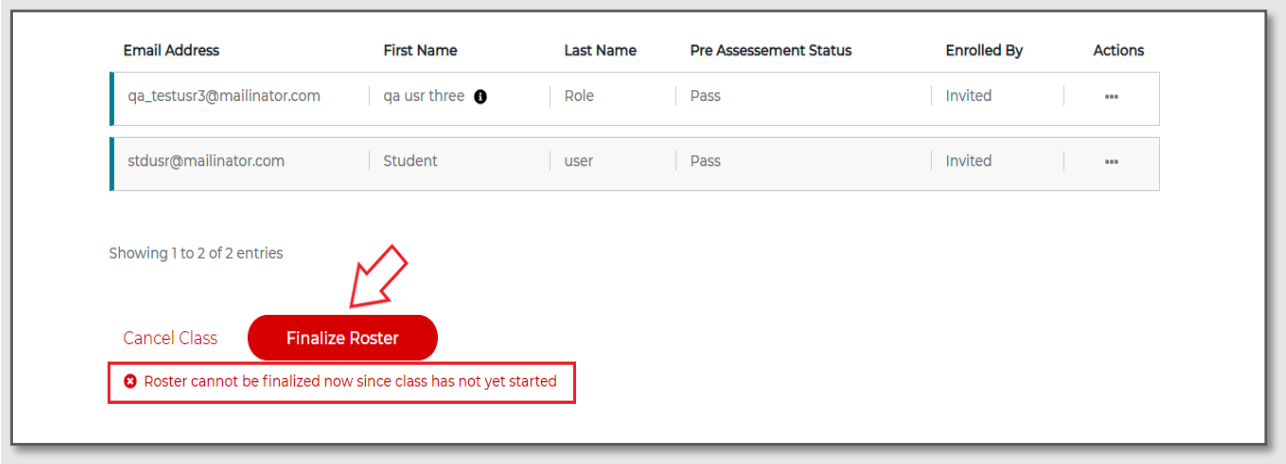 Email Address First Name Last Name Pre Assessement Status Enrolled By Actions
qa_testusr3@mailinator.com qa usr three Role Pass Invited
stdusr@mailinator.com Student user Pass Invited
Showing 1 to 2 of 2 entries
Cancel Class Finalize Roster
Roster cannot be finalized now since class has not yet started